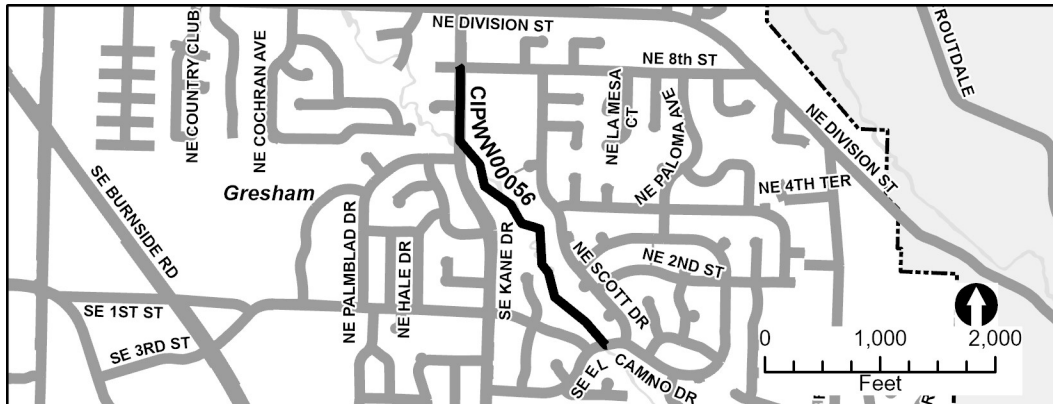 NE DIVISION ST
ROUTDALE
NE COUNTRY CLUB
NE COCHRAN AVE
NE 8th ST
NE LA MESA
CT
CIPWW00056
NE PALOMA AVE
NE DIVISION ST
SE BURNSIDE RD
Gresham
NE 4TH TER
NE PALMBLAD DR
NE HALE DR
SE KANE DR
NE SCOTT DR
NE 2ND ST
SE 1ST ST
SE 3RD ST
SE EL CAMNO DR
0 1,000 2,000
Feet